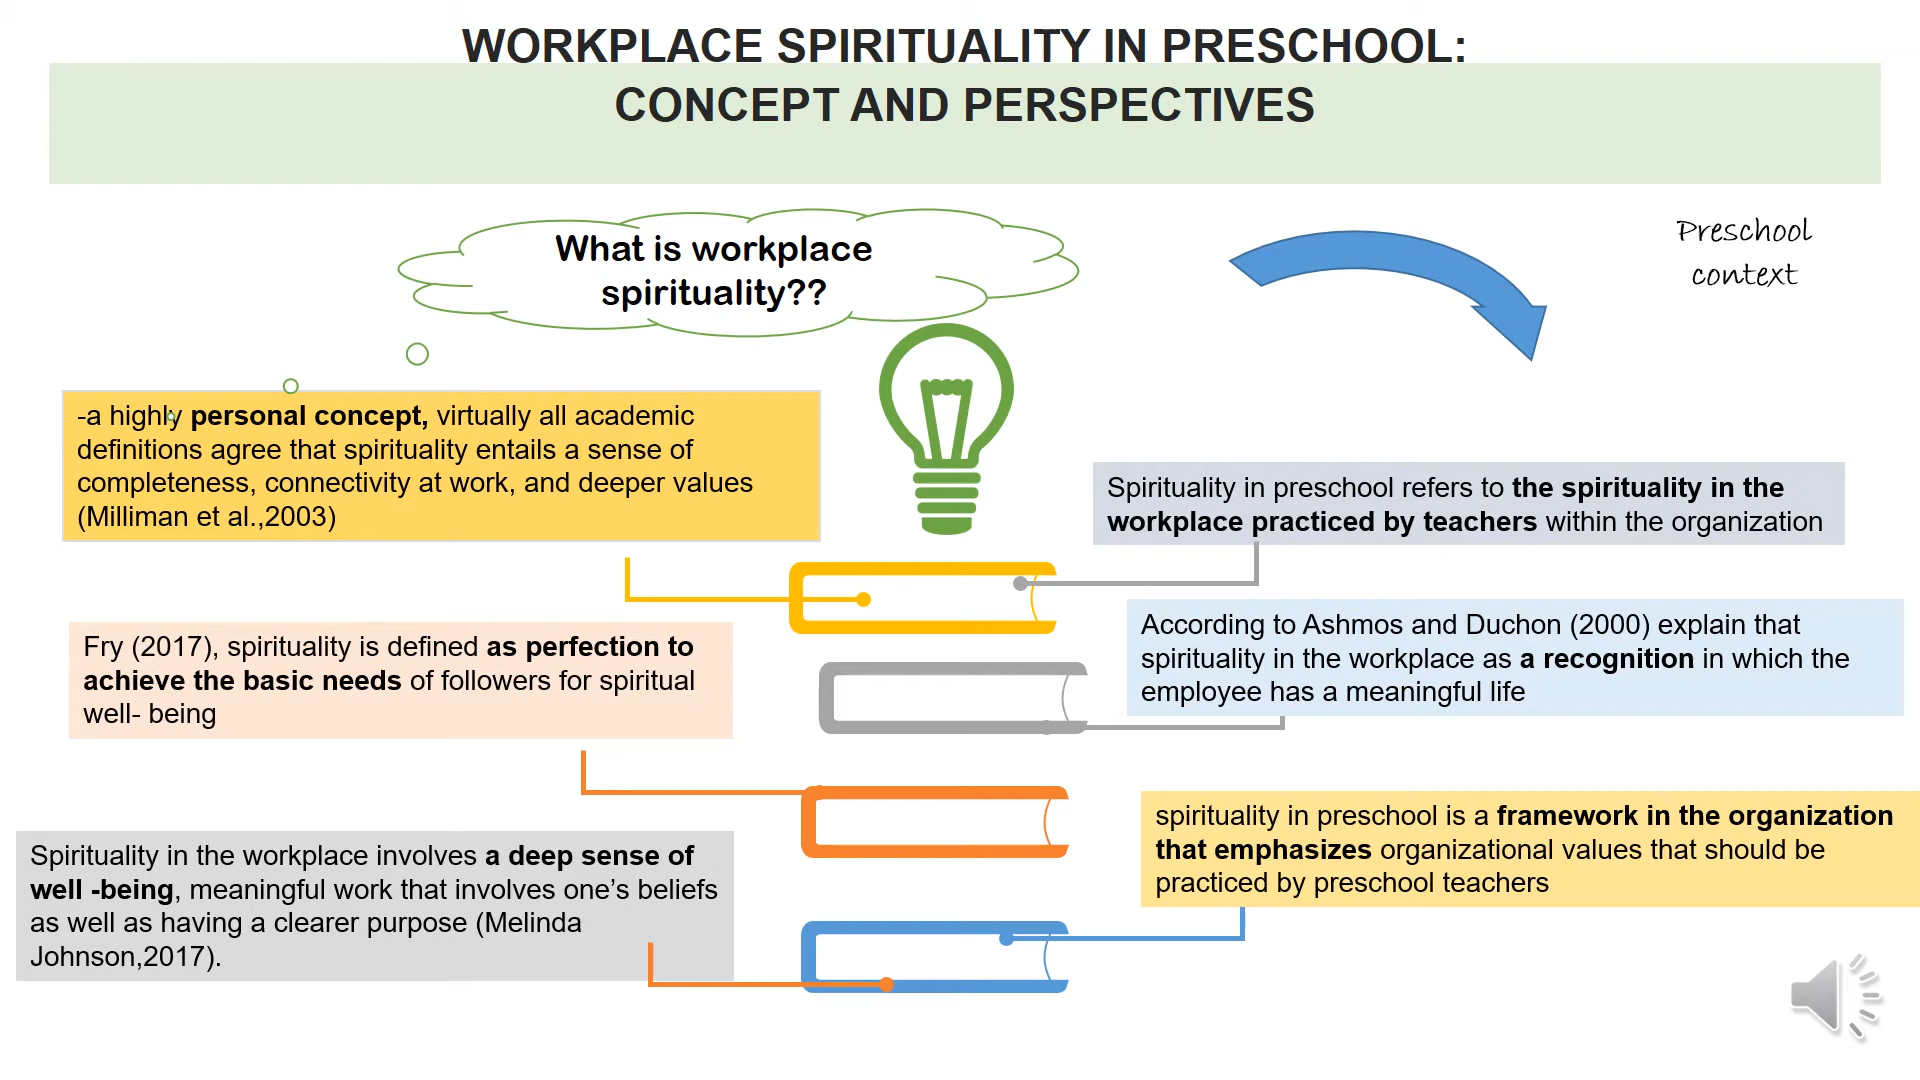 WORKPLACE SPIRITUALITY IN PRESCHOOL:
CONCEPT AND PERSPECTIVES
What is workplace
spirituality??
Preschool
context
-a highly personal concept, virtually all academic
definitions agree that spirituality entails a sense of
completeness, connectivity at work, and deeper values
(Milliman et al.,2003)
Fry (2017), spirituality is defined as perfection to
achieve the basic needs of followers for spiritual
well- being
Spirituality in the workplace involves a deep sense of
well -being, meaningful work that involves one’s beliefs
as well as having a clearer purpose (Melinda
Johnson,2017).
Spirituality in preschool refers to the spirituality in the
workplace practiced by teachers within the organization
According to Ashmos and Duchon (2000) explain that
spirituality in the workplace as a recognition in which the
employee has a meaningful life
spirituality in preschool is a framework in the organization
that emphasizes organizational values that should be
practiced by preschool teachers